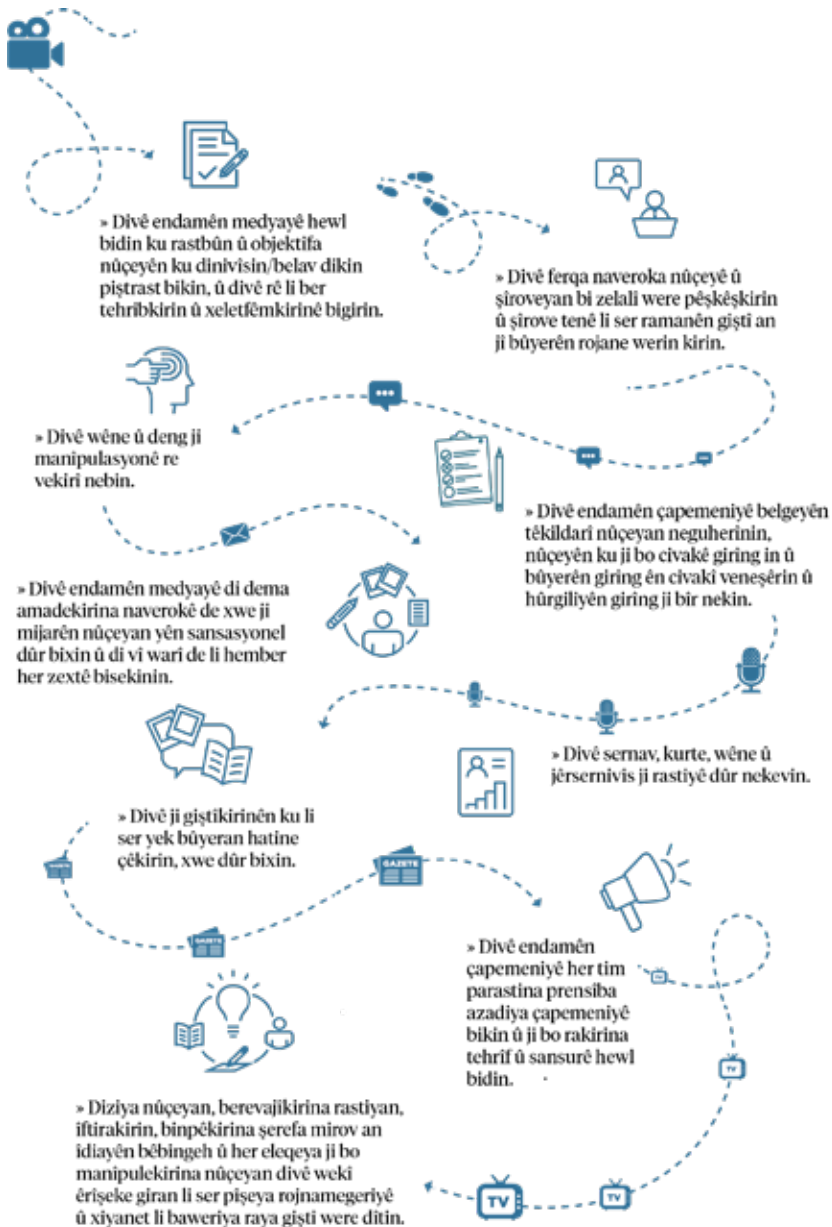 » Divê endamên medyayê hewl
bidin ku rastbûn û objektîfa
nûçeyên ku dinivîsin/belav dikin
piştrast bikin, û divê rê li ber
tehrîbkirin û xeletfêmkirinê bigirin.
» Divê ferqa naveroka nûçeyê û
şîroveyan bi zelalî were pêşkêşkirin
û şîrove tenê li ser ramanên giştî an
jî bûyerên rojane werin kirin.
» Divê wêne û deng ji
manîpulasyonê re
vekirî nebin.
» Divê endamên çapemeniyê belgeyên
têkildarî nûçeyan neguherînin,
nûçeyên ku ji bo civakê girîng in û
bûyerên girîng ên civakî veneşêrin û
hûrgiliyên girîng ji bîr nekin.
» Divê endamên medyayê di dema
amadekirina naverokê de xwe ji
mijarên nûçeyan yên sansasyonel
dûr bixin û di vî warî de li hember
her zextê bisekinin.
» Divê sernav, kurte, wêne û
jêrsernivîs ji rastiyê dûr nekevin.
» Divê ji giştîkirinên ku li
ser yek bûyeran hatine
çêkirin, xwe dûr bixin.
GAZETE
GAZETE
GAZETE
» Divê endamên
çapemeniyê her tim
parastina prensîba
azadiya çapemeniyê
bikin û ji bo rakirina
tehrîf û sansurê hewl
bidin.
TV
» Diziya nûçeyan, berevajîkirina rastiyan,
îftirakirin, binpêkirina şerefa mirov an
îdiayên bêbingeh û her eleqeya ji bo
manîpulekirina nûçeyan divê wekî
êrîşeke giran li ser pîşeya rojnamegeriyê
û xiyanet li baweriya raya giştî were dîtin.
TV
TV